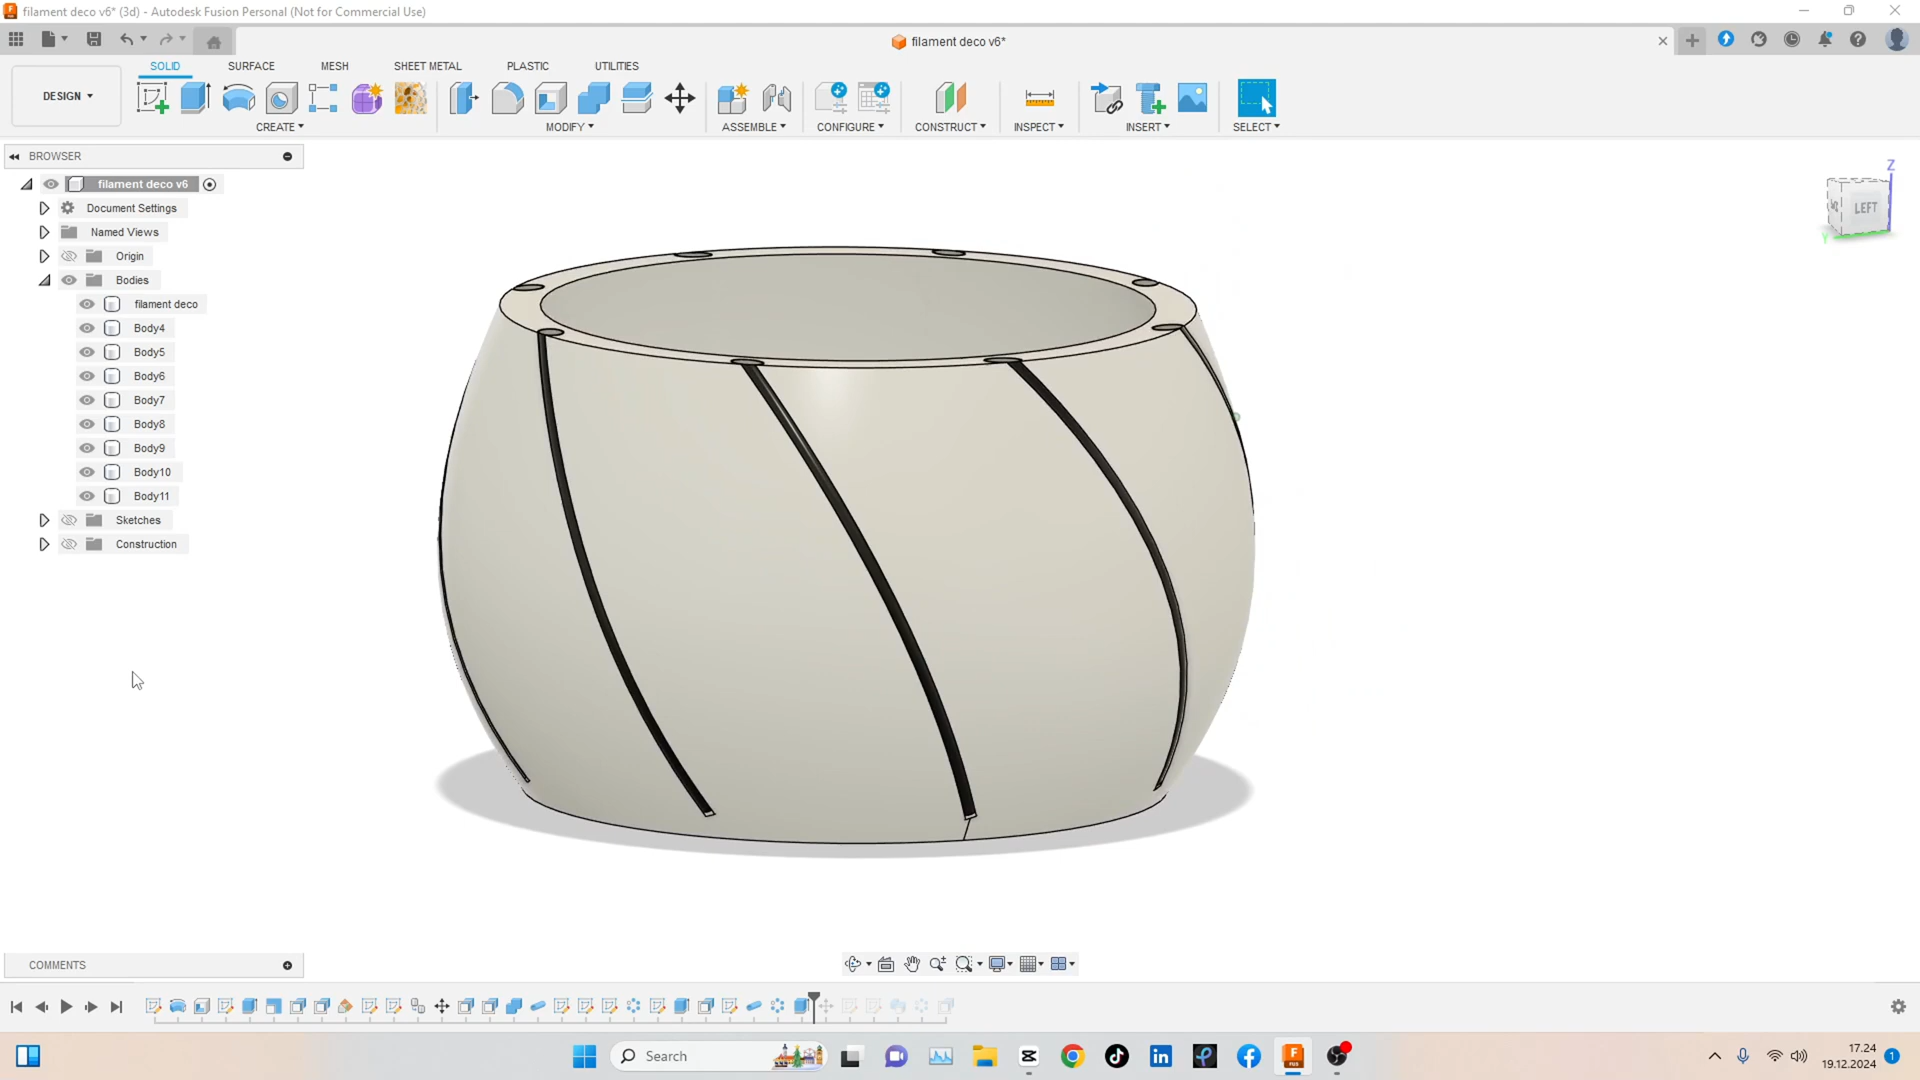 filament deco v6* (3d) - Autodesk Fusion Personal (Not for Commercial Use)
filament deco v6*
SOLID SURFACE MESH SHEET METAL PLASTIC UTILITIES
DESIGN
CREATE MODIFY ASSEMBLE CONFIGURE CONSTRUCT INSPECT INSERT SELECT
BROWSER
filament deco v6
Document Settings
Named Views
Origin
Bodies
filament deco
Body4
Body5
Body6
Body7
Body8
Body9
Body10
Body11
Sketches
Construction
Z
LEFT
Y
COMMENTS
Search
17.24
19.12.2024
1